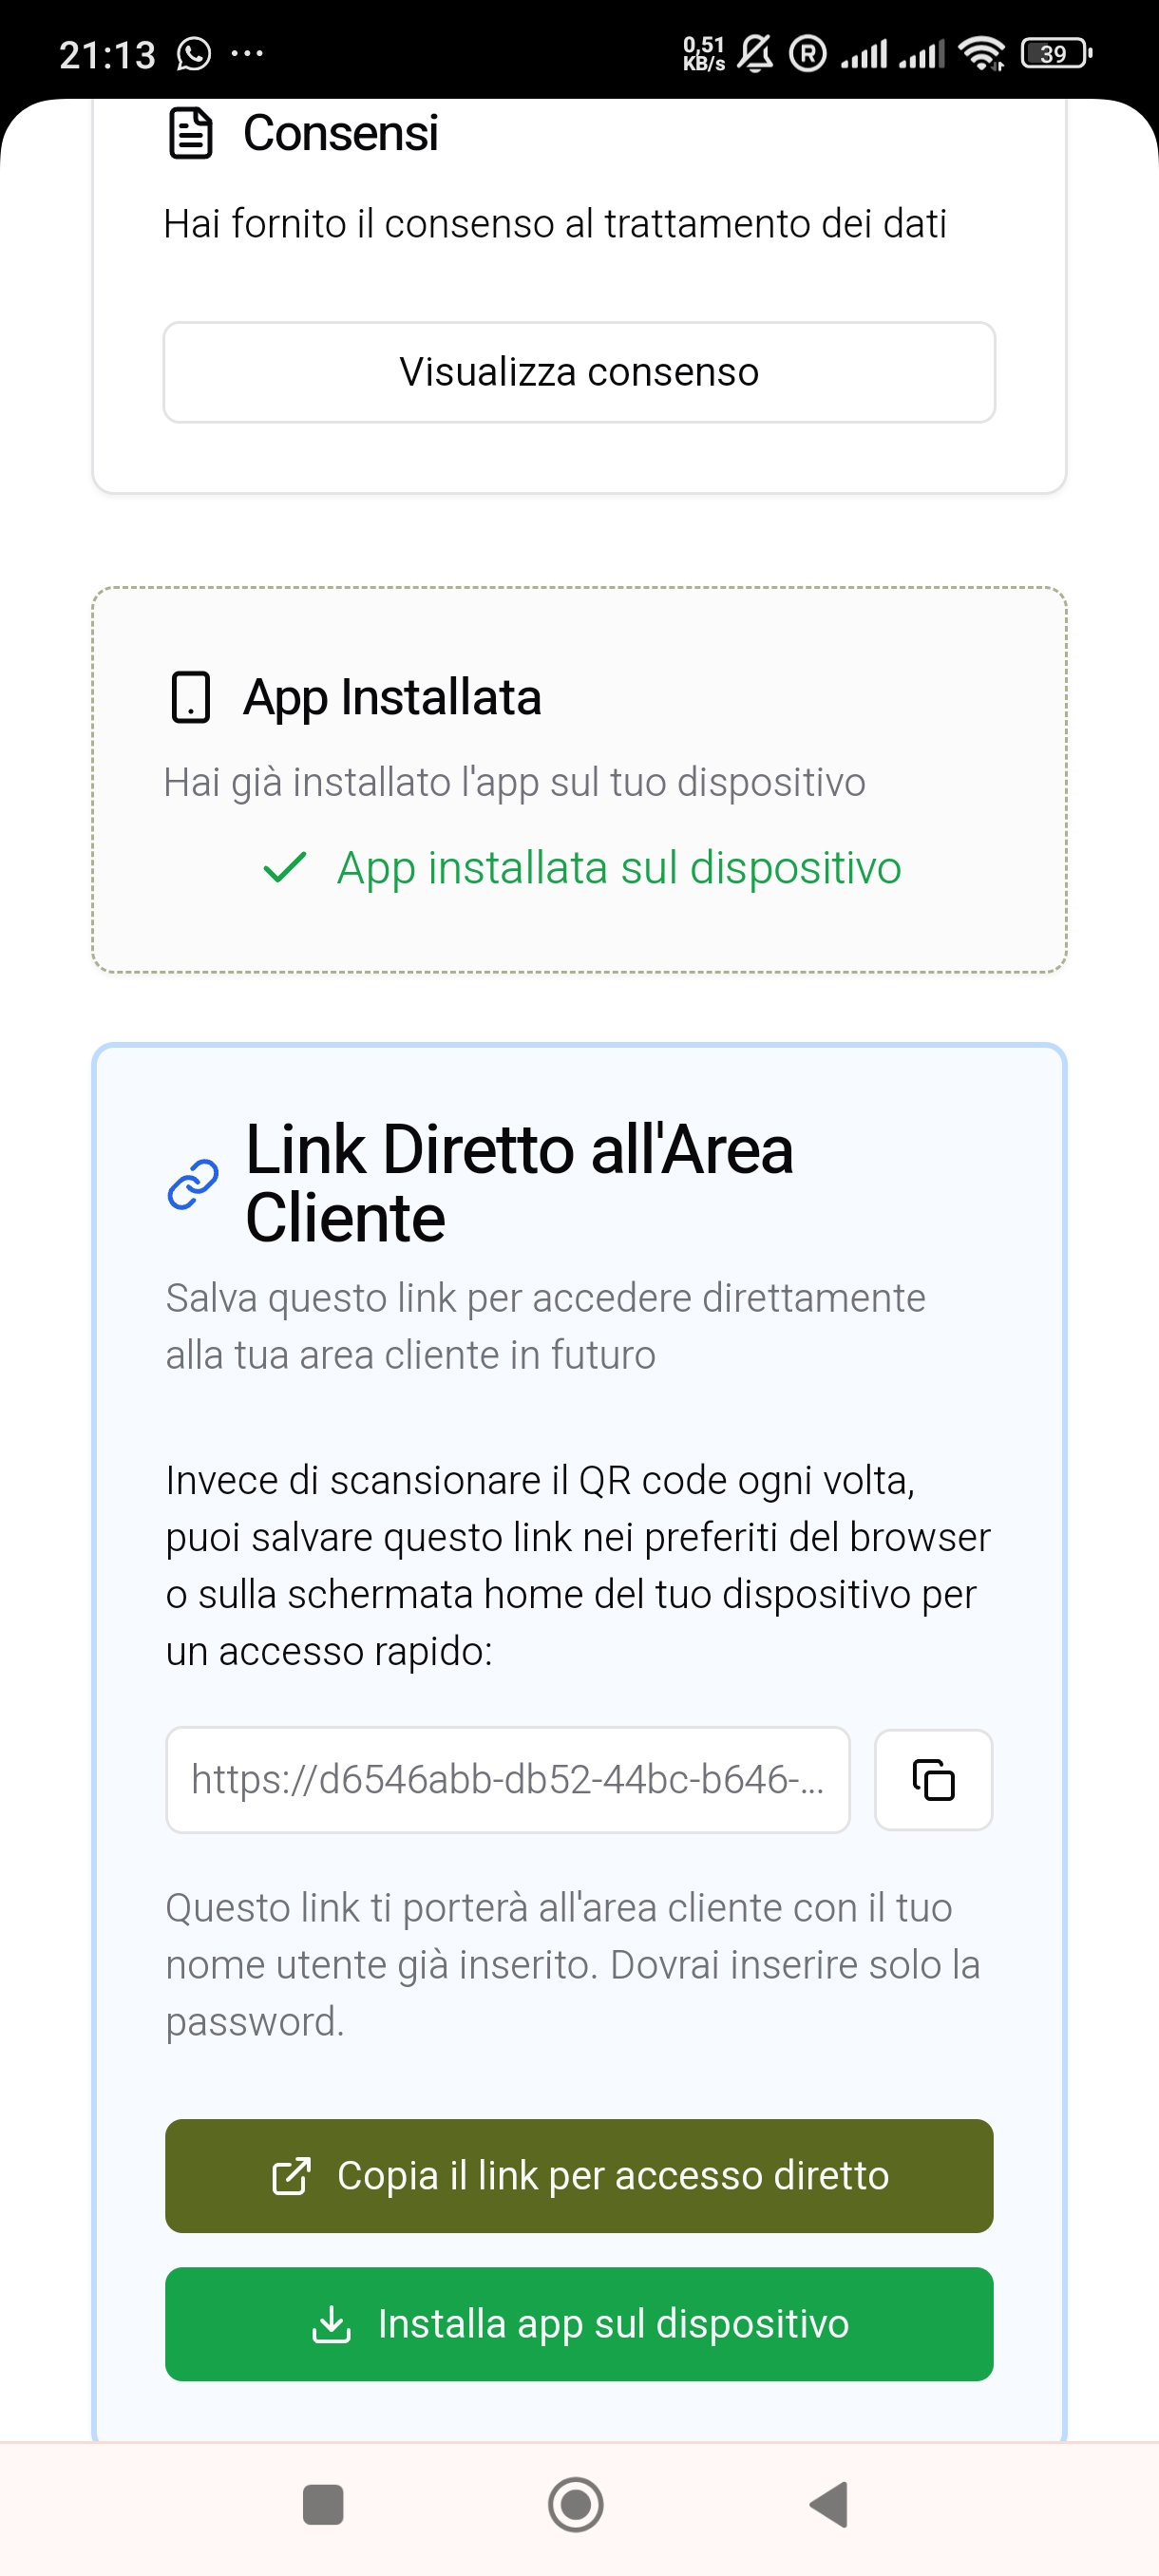 21:13
0,51
KB/s
R
39
Consensi
Hai fornito il consenso al trattamento dei dati
Visualizza consenso
App Installata
Hai già installato l'app sul tuo dispositivo
App installata sul dispositivo
Link Diretto all'Area
Cliente
Salva questo link per accedere direttamente
alla tua area cliente in futuro
Invece di scansionare il QR code ogni volta,
puoi salvare questo link nei preferiti del browser
o sulla schermata home del tuo dispositivo per
un accesso rapido:
https://d6546abb-db52-44bc-b646-...
Questo link ti porterà all'area cliente con il tuo
nome utente già inserito. Dovrai inserire solo la
password.
Copia il link per accesso diretto
Installa app sul dispositivo